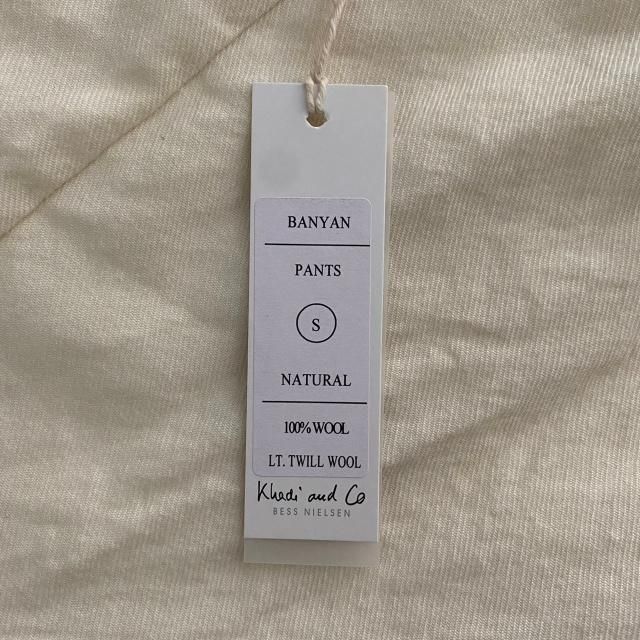 BANYAN
PANTS
S
NATURAL
100% WOOL
LT. TWILL WOOL
Khadi and Co
BESS NIELSEN